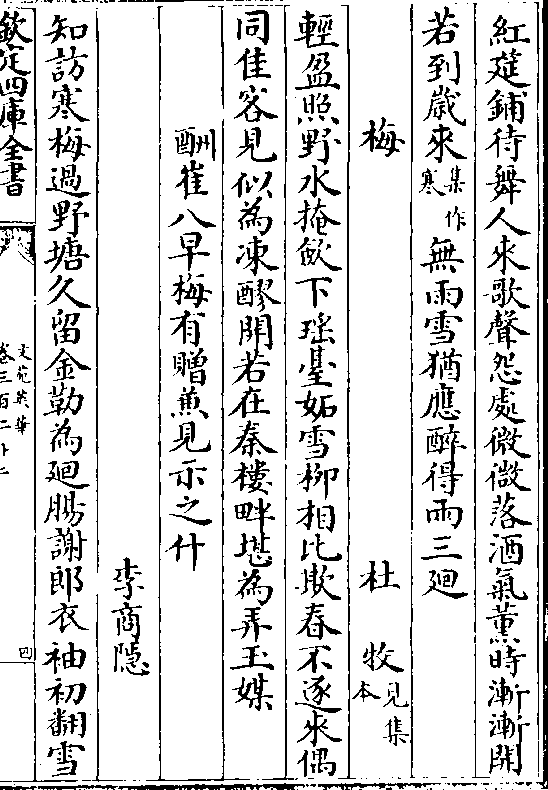 紅筵鋪待舞人來歌聲怨處微微落酒氣薰時漸漸開
若到歲來集作寒無雨雪猶應醉得兩三廻
梅 杜牧見集本
輕盈照野水掩歛下瑤臺妬雪柳相比欺春不逐來偶
同佳客見似為凍醪開若在秦樓畔堪為弄玉媒
酬崔八早梅有贈兼見示之什
李商隱
知訪寒梅過野塘久留金勒為廻腸謝郎衣袖初翻雪
欽定四庫全書
文苑英華
卷三百二十二
四